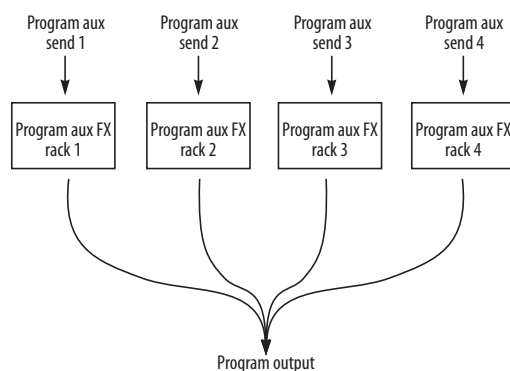 Program aux
send 1
Program aux
send 2
Program aux
send 3
Program aux
send 4
Program aux FX
rack 1
Program aux FX
rack 2
Program aux FX
rack 3
Program aux FX
rack 4
Program output